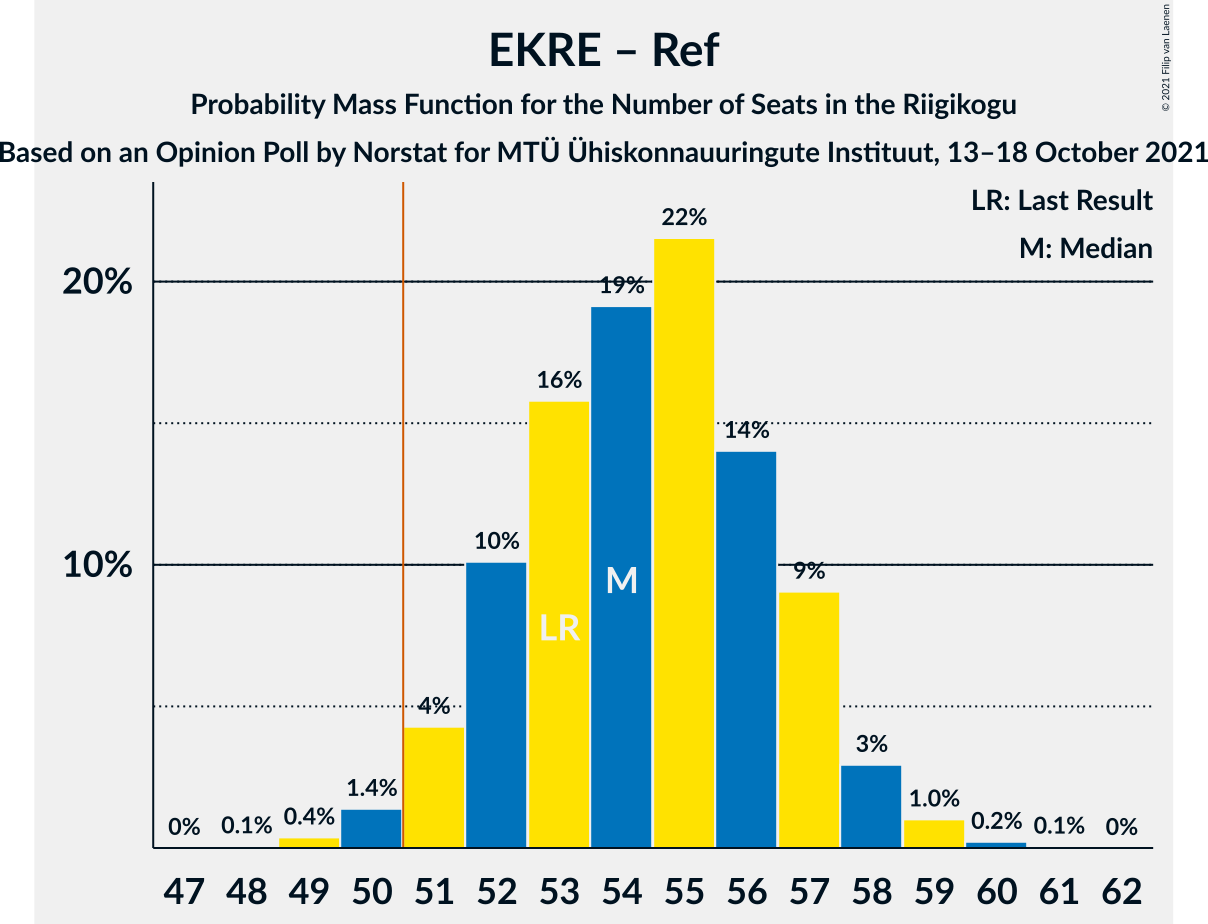 EKRE – Ref
Probability Mass Function for the Number of Seats in the Riigikogu
Based on an Opinion Poll by Norstat for MTÜ Ühiskonnauuringute Instituut, 13–18 October 2021
© 2021 Filip van Laenen
LR: Last Result
M: Median
22%
20%
19%
16%
14%
10%
10%
9%
M
LR
4%
3%
1.4%
1.0%
0.4%
0.2%
0%
0.1%
0.1%
0%
47 48 49 50 51 52 53 54 55 56 57 58 59 60 61 62